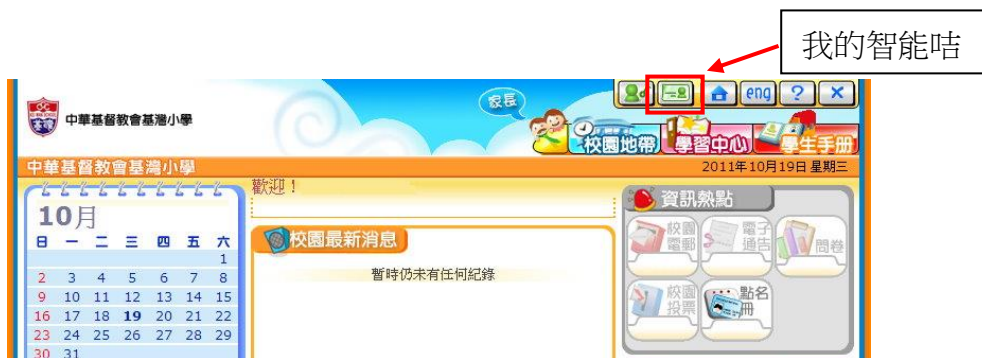 我的智能咭
家長
eng ? ×
中華基督教會基灣小學
校園地帶 學習中心 學生手冊
中華基督教會基灣小學
2011年10月19日 星期三
10月
日 一 二 三 四 五 六
1
2 3 4 5 6 7 8
9 10 11 12 13 14 15
16 17 18 19 20 21 22
23 24 25 26 27 28 29
30 31
歡迎！
校園最新消息
暫時仍未有任何紀錄
資訊熱點
校園電郵
電子通告
問卷
校園投票
點名冊